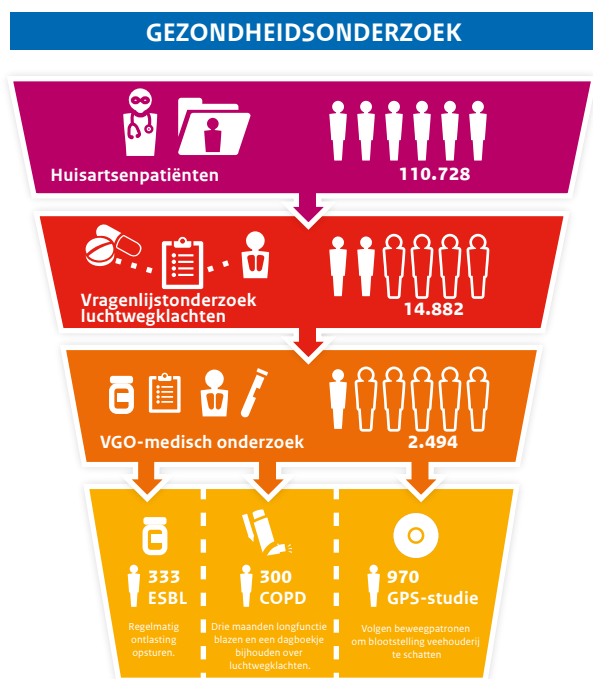 GEZONDHEIDSONDERZOEK
Huisartsenpatiënten
110.728
Vragenlijstonderzoek
luchtwegklachten
14.882
VGO-medisch onderzoek
2.494
333
ESBL
Regelmatig
ontlasting
opsturen.
300
COPD
Drie maanden longfunctie
blazen en een dagboekje
bijhouden over
luchtwegklachten.
970
GPS-studie
Volgen beweegpatronen
om blootstelling veehouderij
te schatten